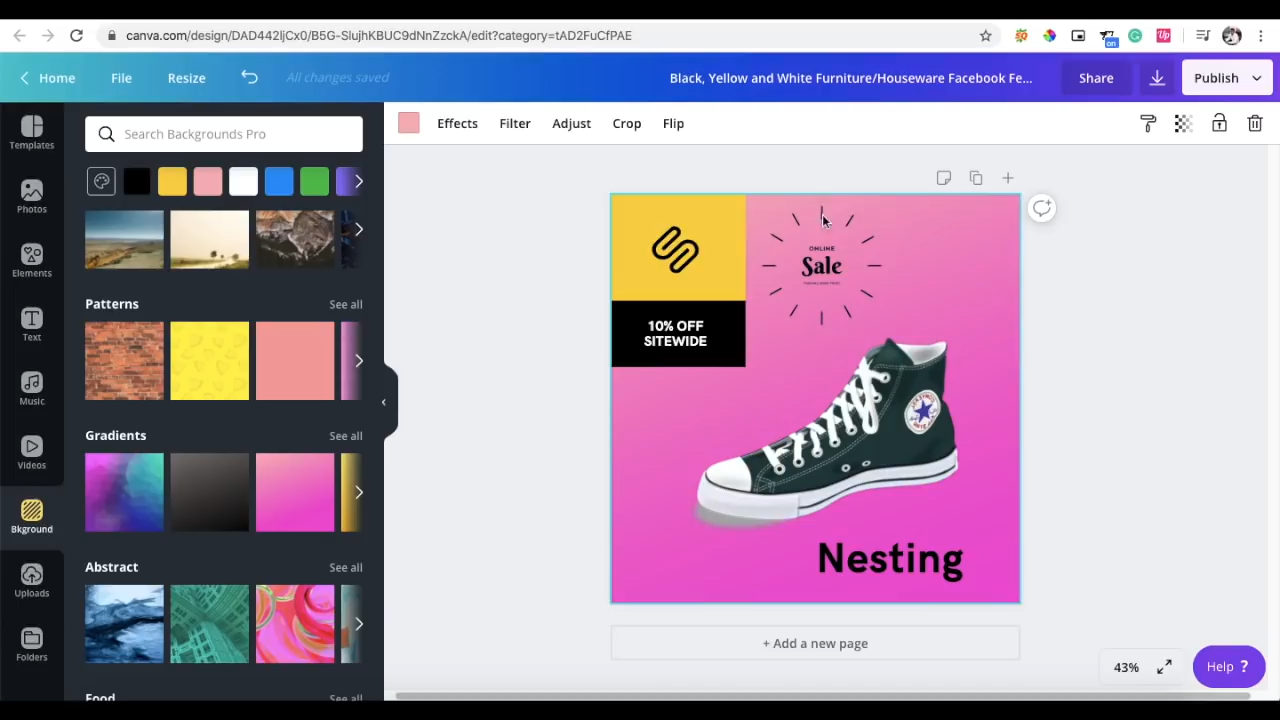 canva.com/design/DAD442IjCx0/B5G-SlujhKBUC9dNnZzckA/edit?category=tAD2FuCfPAE
on
Up
Home
File
Resize
All changes saved
Black, Yellow and White Furniture/Houseware Facebook Fe...
Share
Publish
Templates
Search Backgrounds Pro
Effects
Filter
Adjust
Crop
Flip
Photos
Elements
Text
Music
Videos
Bkground
Uploads
Folders
Patterns
See all
Gradients
See all
Abstract
See all
Food
See all
10% OFF
SITEWIDE
ONLINE
Sale
Nesting
+ Add a new page
43%
Help ?